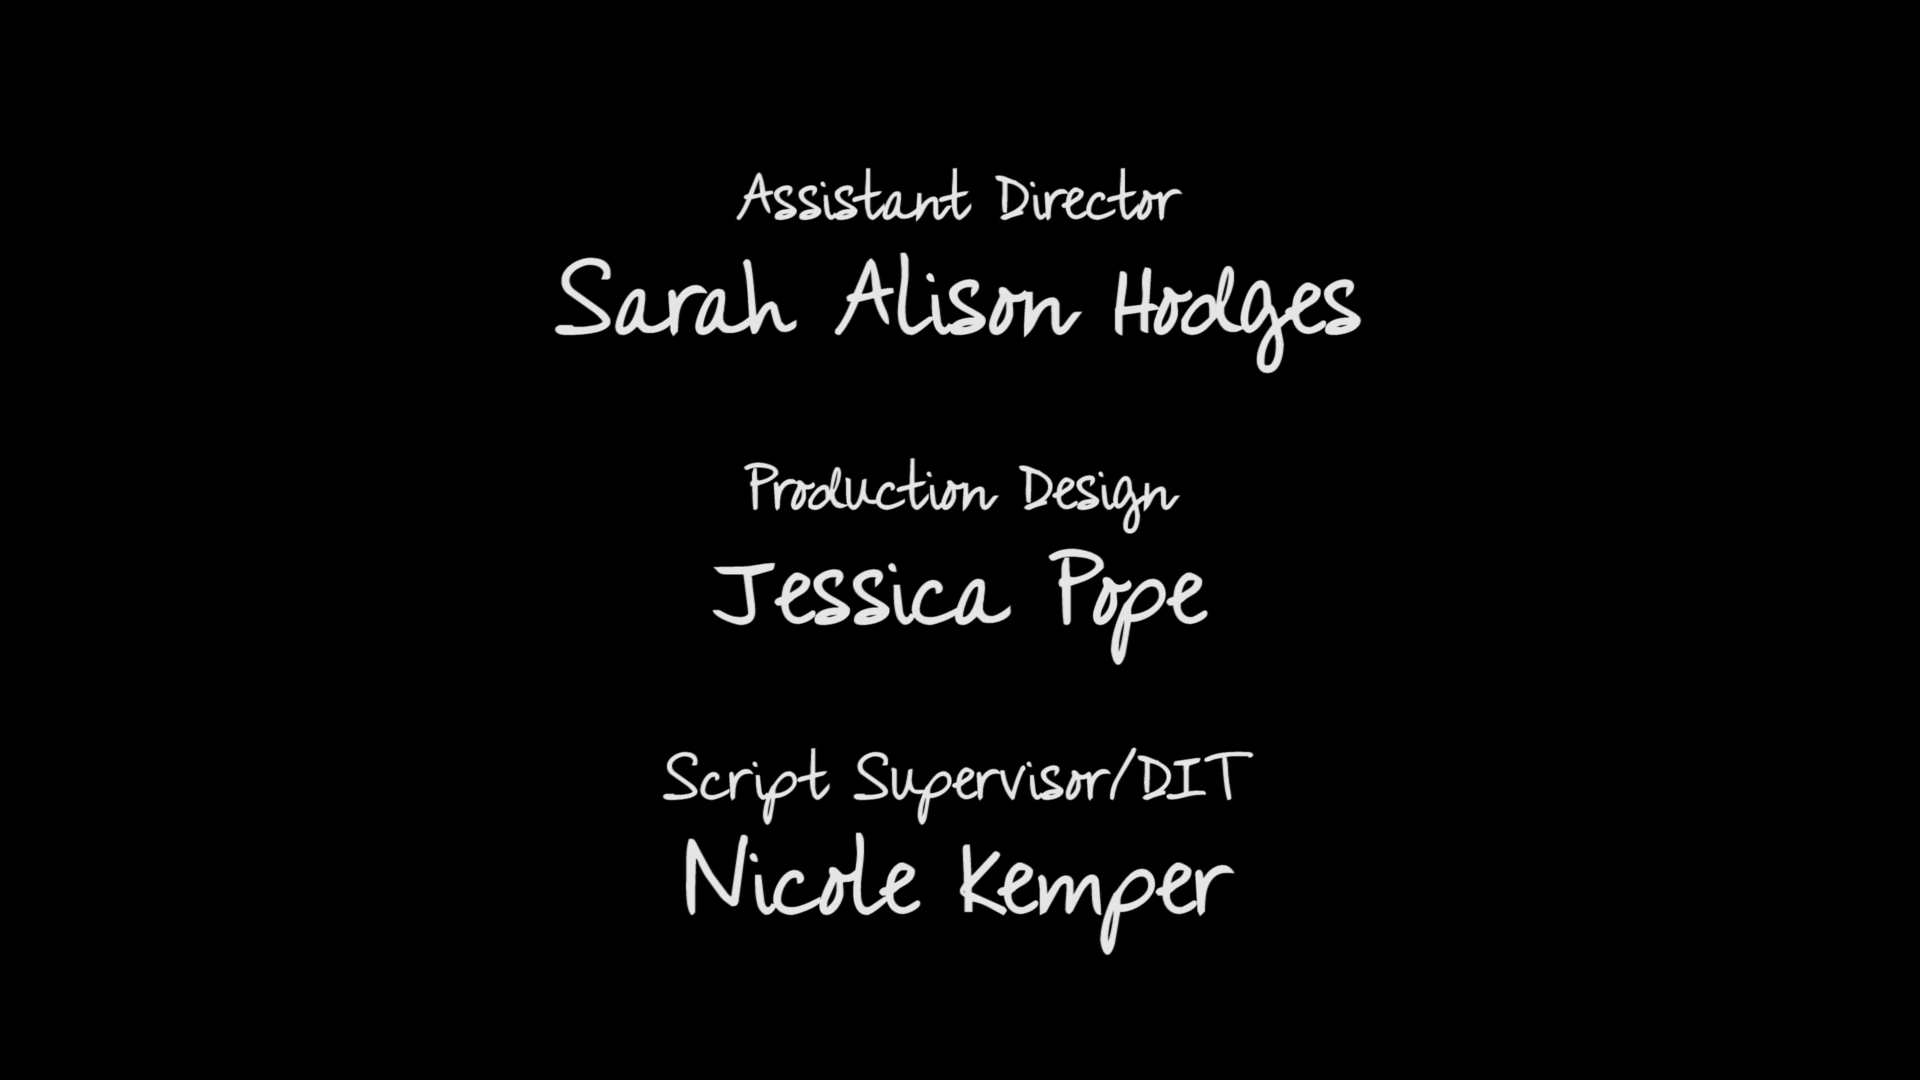 Assistant Director
Sarah Alison Hodges
Production Design
Jessica Pope
Script Supervisor/DIT
Nicole Kemper